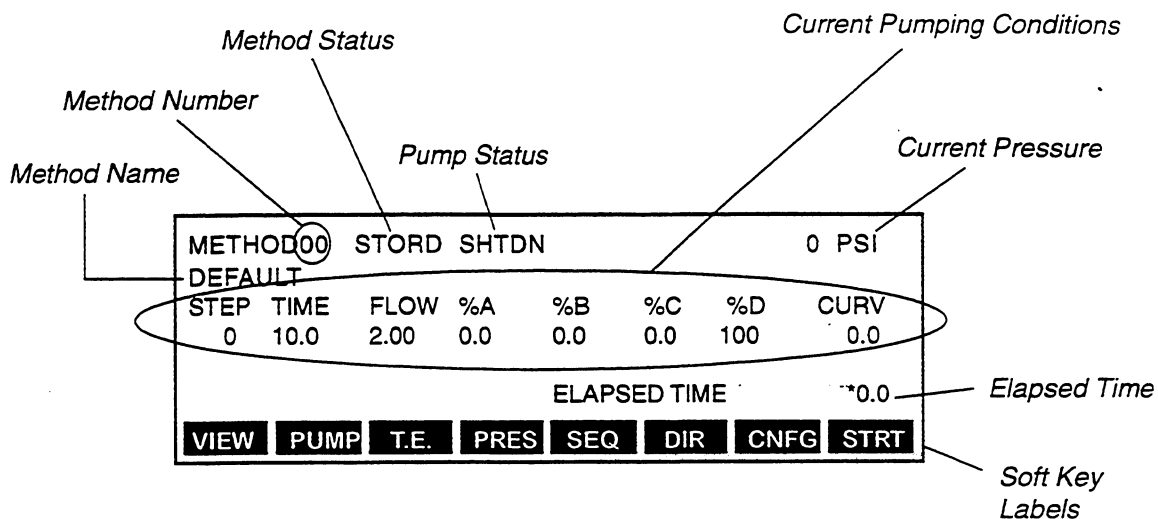 Current Pumping Conditions
Method Status
Method Number
Pump Status
Current Pressure
Method Name
METHOD00 STORD SHTDN 0 PSI
DEFAULT
STEP TIME FLOW %A %B %C %D CURV
0 10.0 2.00 0.0 0.0 0.0 100 0.0
ELAPSED TIME *0.0
Elapsed Time
VIEW PUMP T.E. PRES SEQ DIR CNFG STRT
Soft Key
Labels